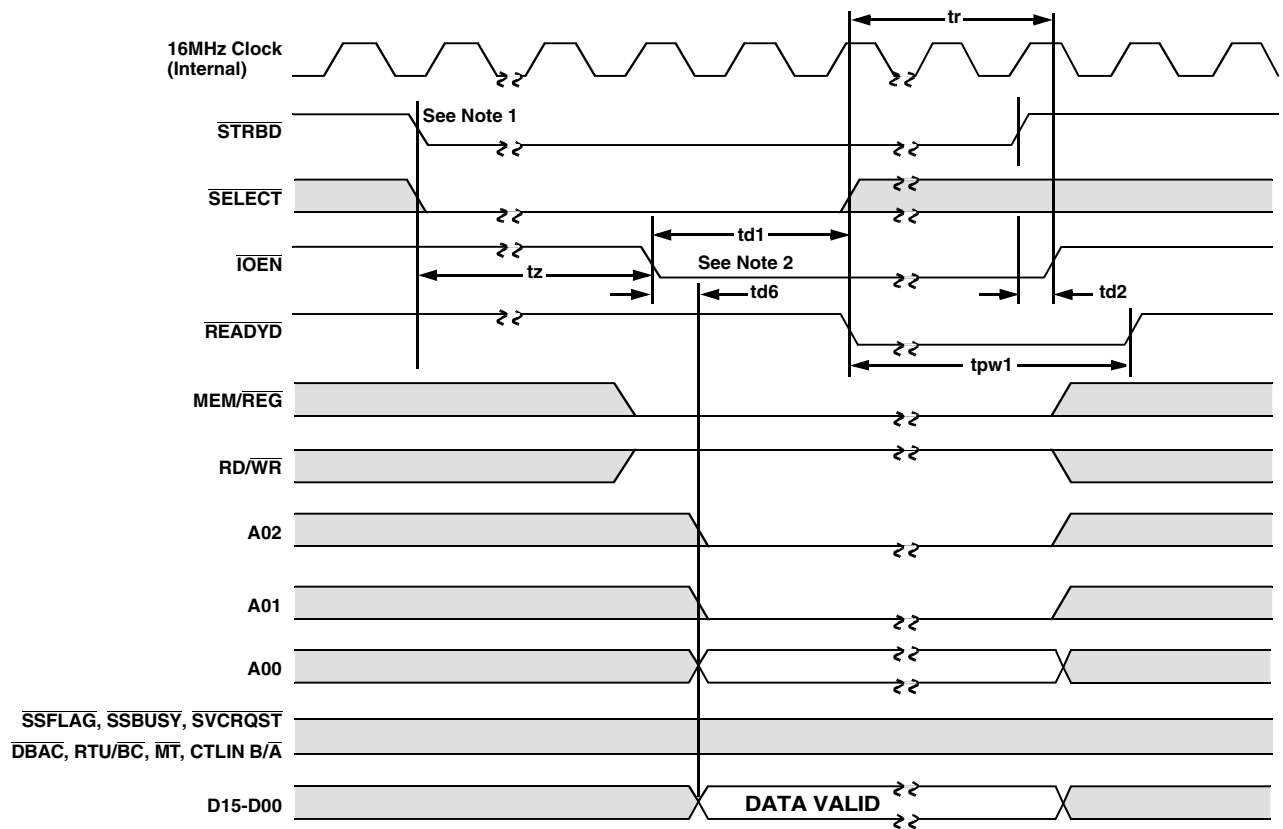 tr
16MHz Clock
(Internal)
STRBD
See Note 1
SELECT
td1
IOEN
See Note 2
tz
td6
td2
READYD
tpw1
MEM/REG
RD/WR
A02
A01
A00
SSFLAG, SSBUSY, SVCRQST
DBAC, RTU/BC, MT, CTLIN B/A
D15-D00
DATA VALID